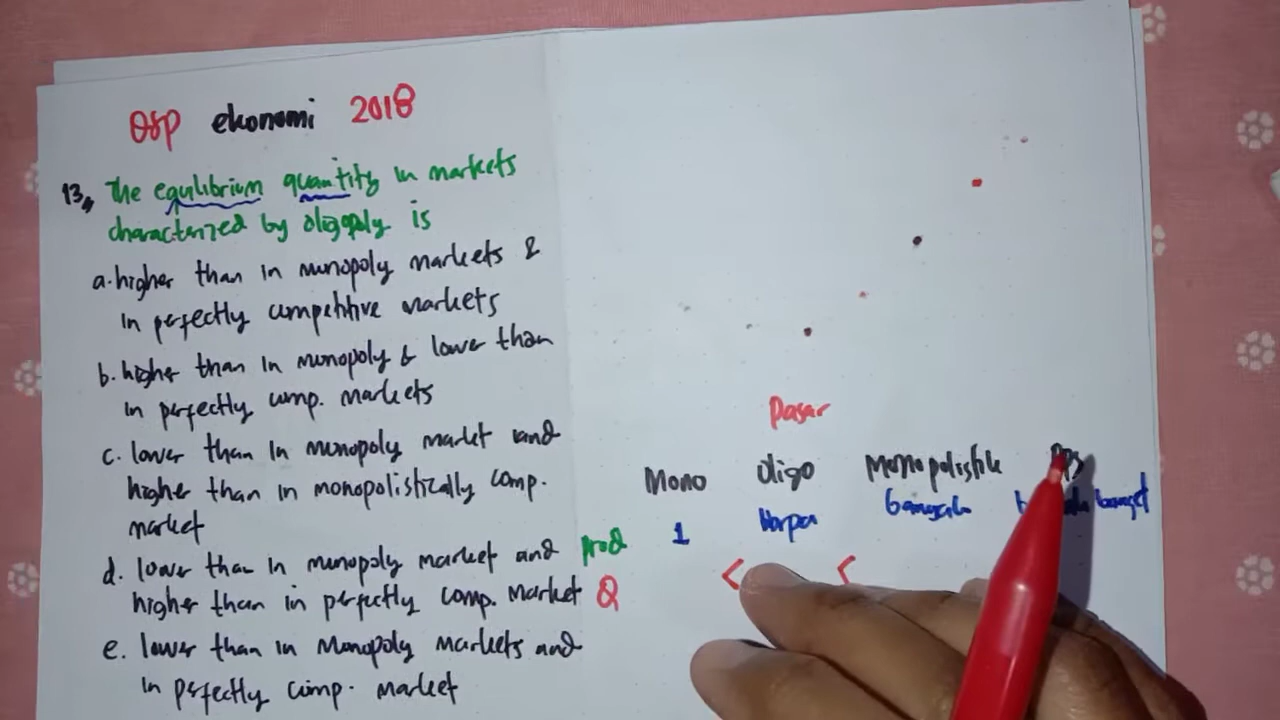 OSP ekonomi 2018
13,, The equlibrium quantity in markets
characterized by oligopoly is
a. higher than in monopoly markets &
in perfectly competitive markets
b. higher than in monopoly & lower than
in perfectly comp. markets
c. lower than in monopoly market and
higher than in monopolistically comp.
market
d. lower than in monopoly market and
higher than in perfectly comp. market
e. lower than in Monopoly markets and
in perfectly comp. market
Pasar
Mono Oligo Monopolistik
Prod 1 banget
Q < <